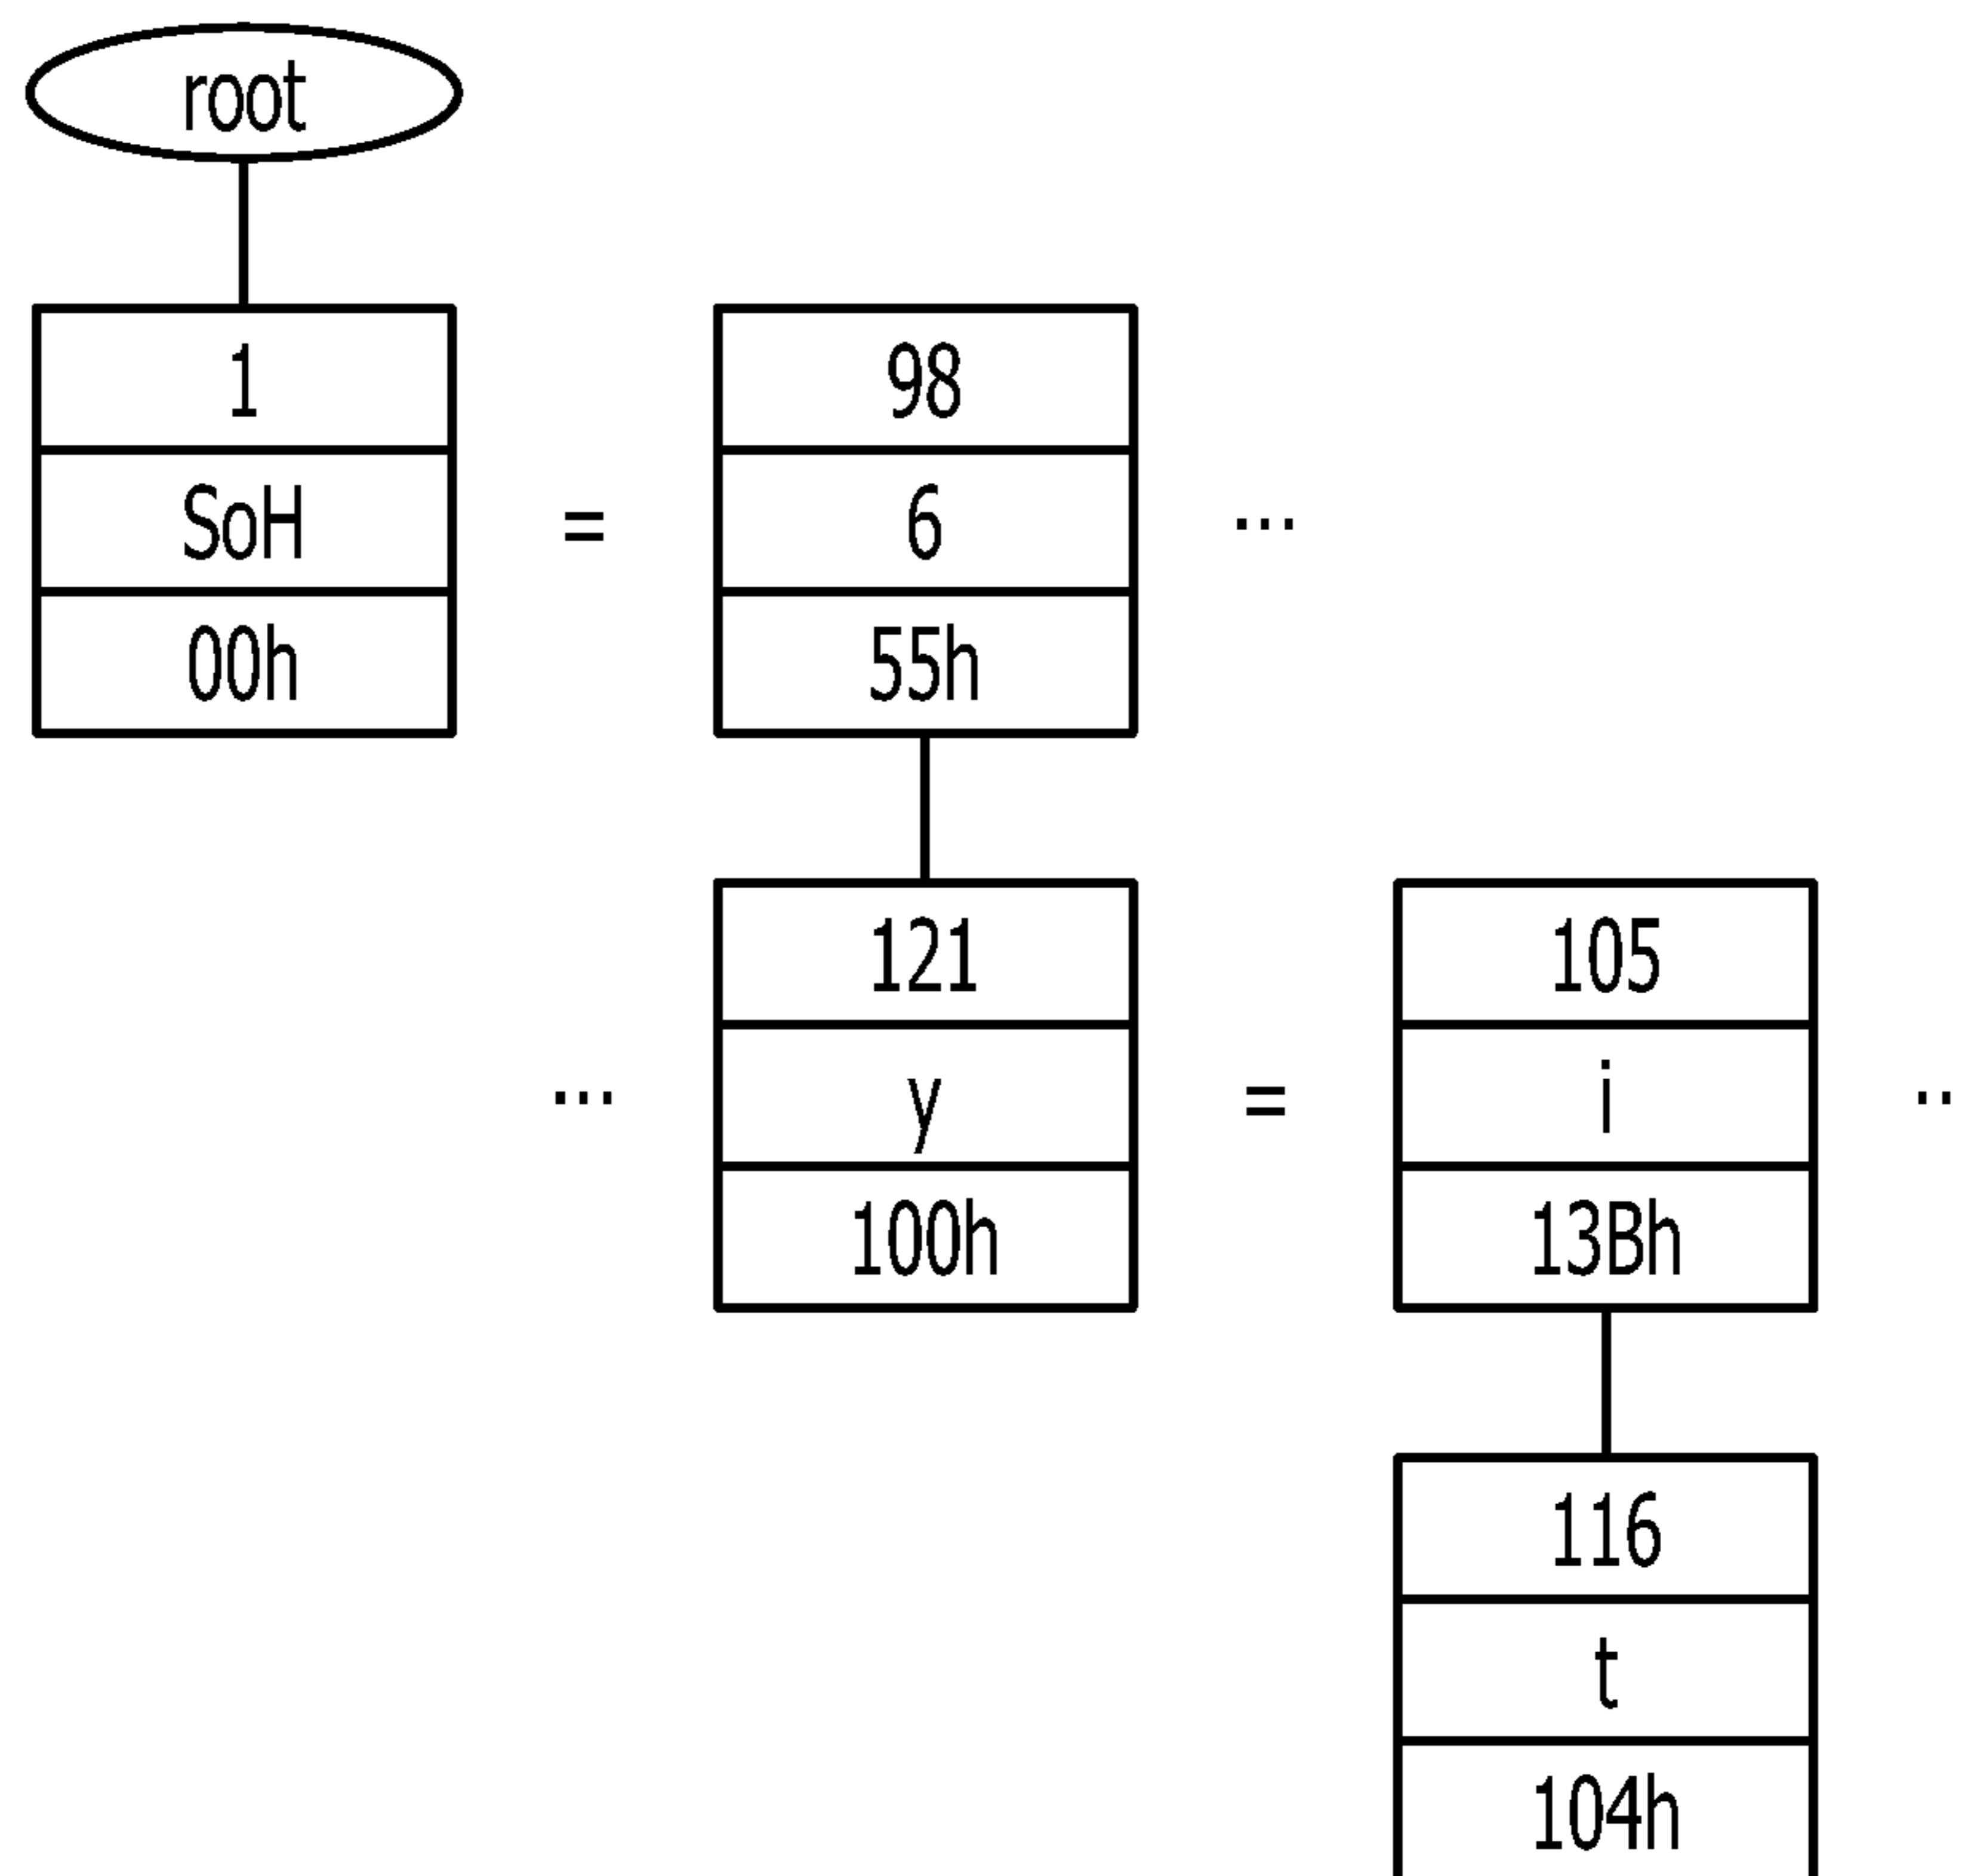 root
1
98
SoH
=
6
...
00h
55h
121
105
...
y
=
i
..
100h
13Bh
116
t
104h